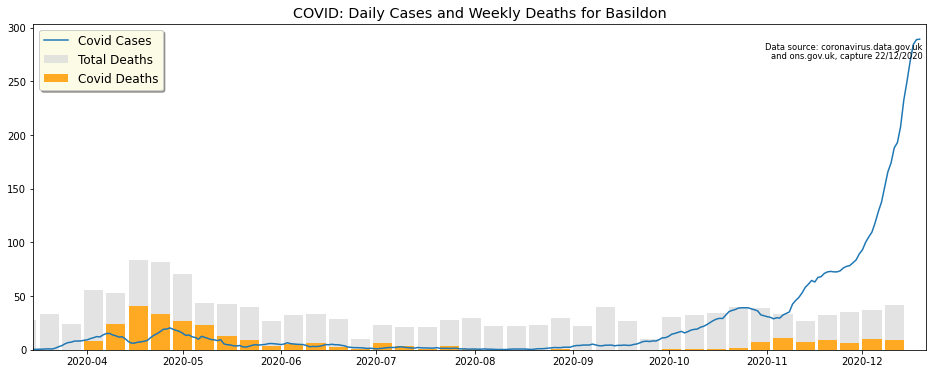 COVID: Daily Cases and Weekly Deaths for Basildon
300
250
200
150
100
50
0
Covid Cases
Total Deaths
Covid Deaths
Data source: coronavirus.data.gov.uk
and ons.gov.uk, capture 22/12/2020
2020-04 2020-05 2020-06 2020-07 2020-08 2020-09 2020-10 2020-11 2020-12